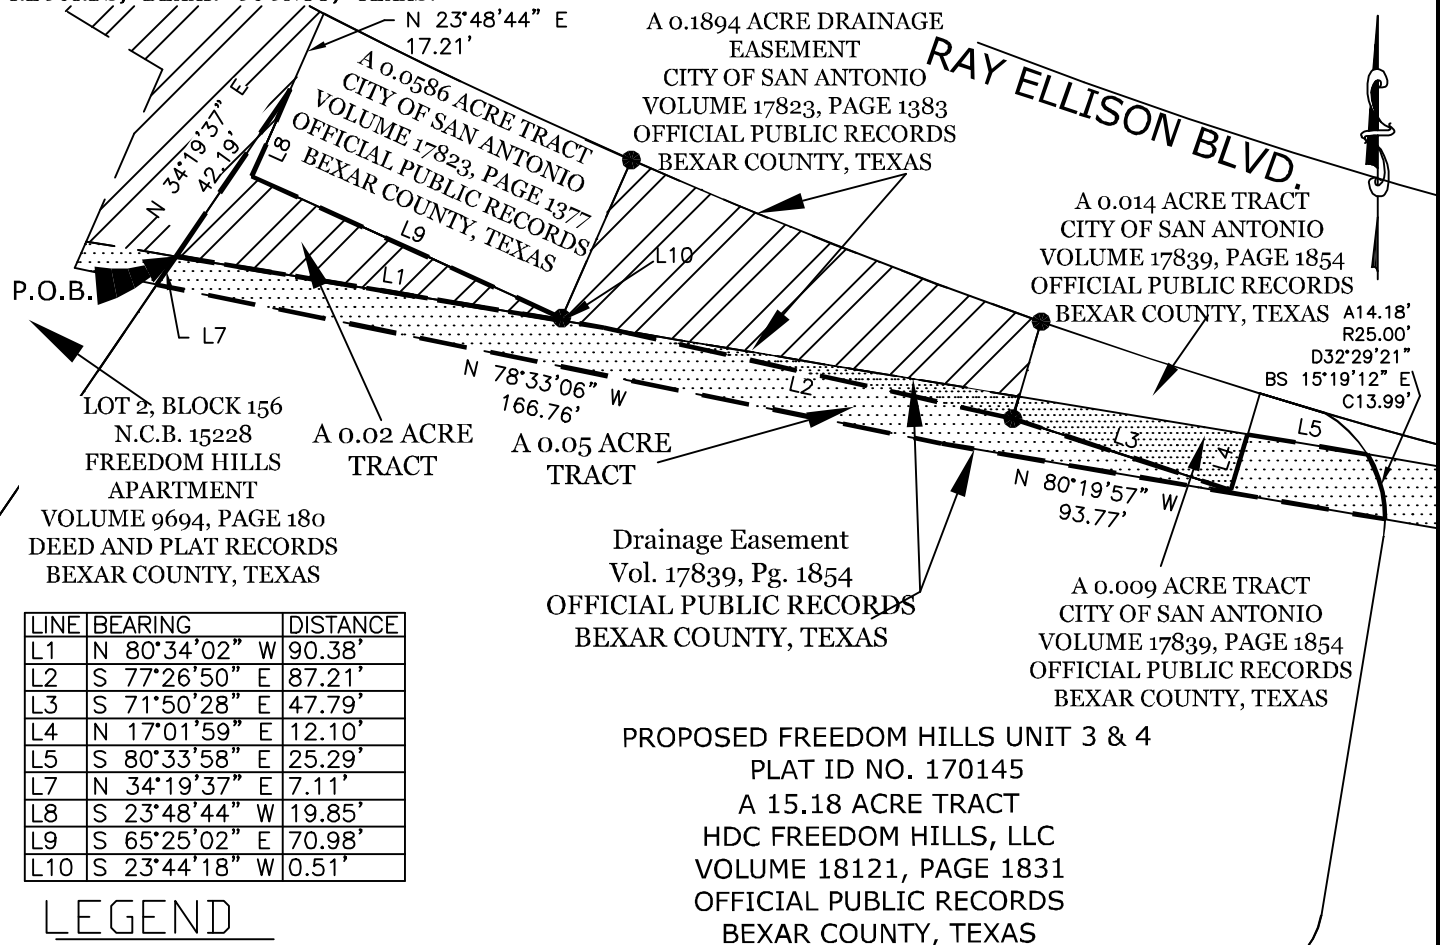 N 23°48'44" E
17.21'
A 0.1894 ACRE DRAINAGE
EASEMENT
CITY OF SAN ANTONIO
VOLUME 17823, PAGE 1383
OFFICIAL PUBLIC RECORDS
BEXAR COUNTY, TEXAS
RAY ELLISON BLVD.
A 0.0586 ACRE TRACT
CITY OF SAN ANTONIO
VOLUME 17823, PAGE 1377
OFFICIAL PUBLIC RECORDS
BEXAR COUNTY, TEXAS
N 34°19'37" E
42.19'
L8
L9
L1
L10
A 0.014 ACRE TRACT
CITY OF SAN ANTONIO
VOLUME 17839, PAGE 1854
OFFICIAL PUBLIC RECORDS
BEXAR COUNTY, TEXAS
A14.18'
R25.00'
D32°29'21"
BS 15°19'12" E
C13.99'
P.O.B.
L7
N 78°33'06" W
166.76'
L2
L3
L4
L5
N 80°19'57" W
93.77'
LOT 2, BLOCK 156
N.C.B. 15228
FREEDOM HILLS
APARTMENT
VOLUME 9694, PAGE 180
DEED AND PLAT RECORDS
BEXAR COUNTY, TEXAS
A 0.02 ACRE
TRACT
A 0.05 ACRE
TRACT
Drainage Easement
Vol. 17839, Pg. 1854
OFFICIAL PUBLIC RECORDS
BEXAR COUNTY, TEXAS
A 0.009 ACRE TRACT
CITY OF SAN ANTONIO
VOLUME 17839, PAGE 1854
OFFICIAL PUBLIC RECORDS
BEXAR COUNTY, TEXAS
LINE BEARING DISTANCE
L1 N 80°34'02" W 90.38'
L2 S 77°26'50" E 87.21'
L3 S 71°50'28" E 47.79'
L4 N 17°01'59" E 12.10'
L5 S 80°33'58" E 25.29'
L7 N 34°19'37" E 7.11'
L8 S 23°48'44" W 19.85'
L9 S 65°25'02" E 70.98'
L10 S 23°44'18" W 0.51'
PROPOSED FREEDOM HILLS UNIT 3 & 4
PLAT ID NO. 170145
A 15.18 ACRE TRACT
HDC FREEDOM HILLS, LLC
VOLUME 18121, PAGE 1831
OFFICIAL PUBLIC RECORDS
BEXAR COUNTY, TEXAS
LEGEND